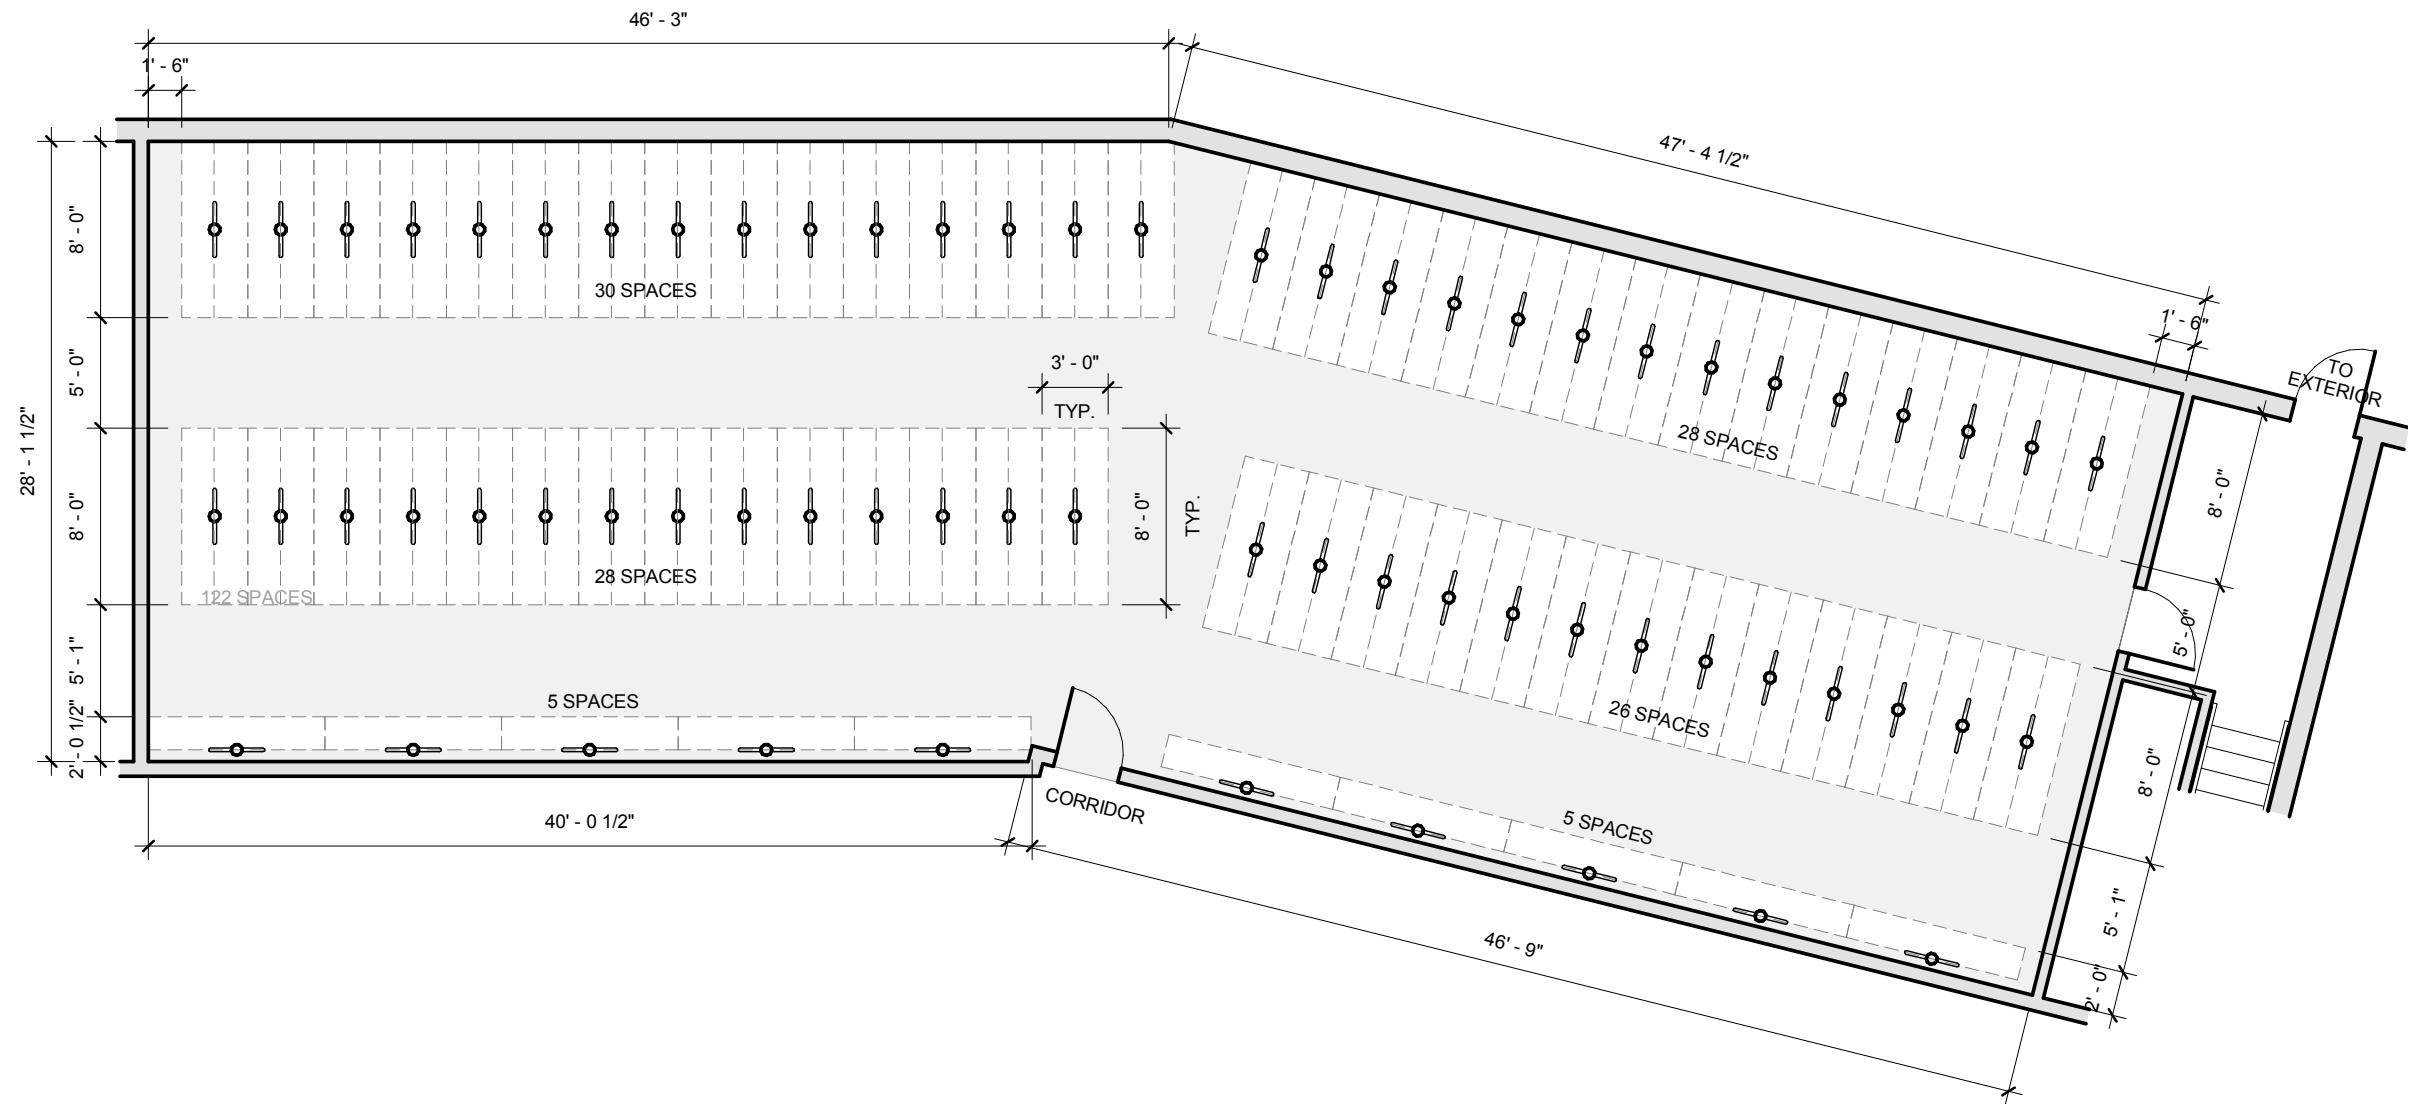 46' - 3"
1' - 6"
47' - 4 1/2"
28' - 1 1/2"
8' - 0"
5' - 0"
8' - 0"
5' - 1"
2' - 0 1/2"
30 SPACES
3' - 0"
TYP.
8' - 0"
TYP.
28 SPACES
122 SPACES
5 SPACES
40' - 0 1/2"
CORRIDOR
28 SPACES
26 SPACES
5 SPACES
46' - 9"
1' - 6"
TO
EXTERIOR
8' - 0"
5' - 0"
8' - 0"
5' - 1"
2' - 0"